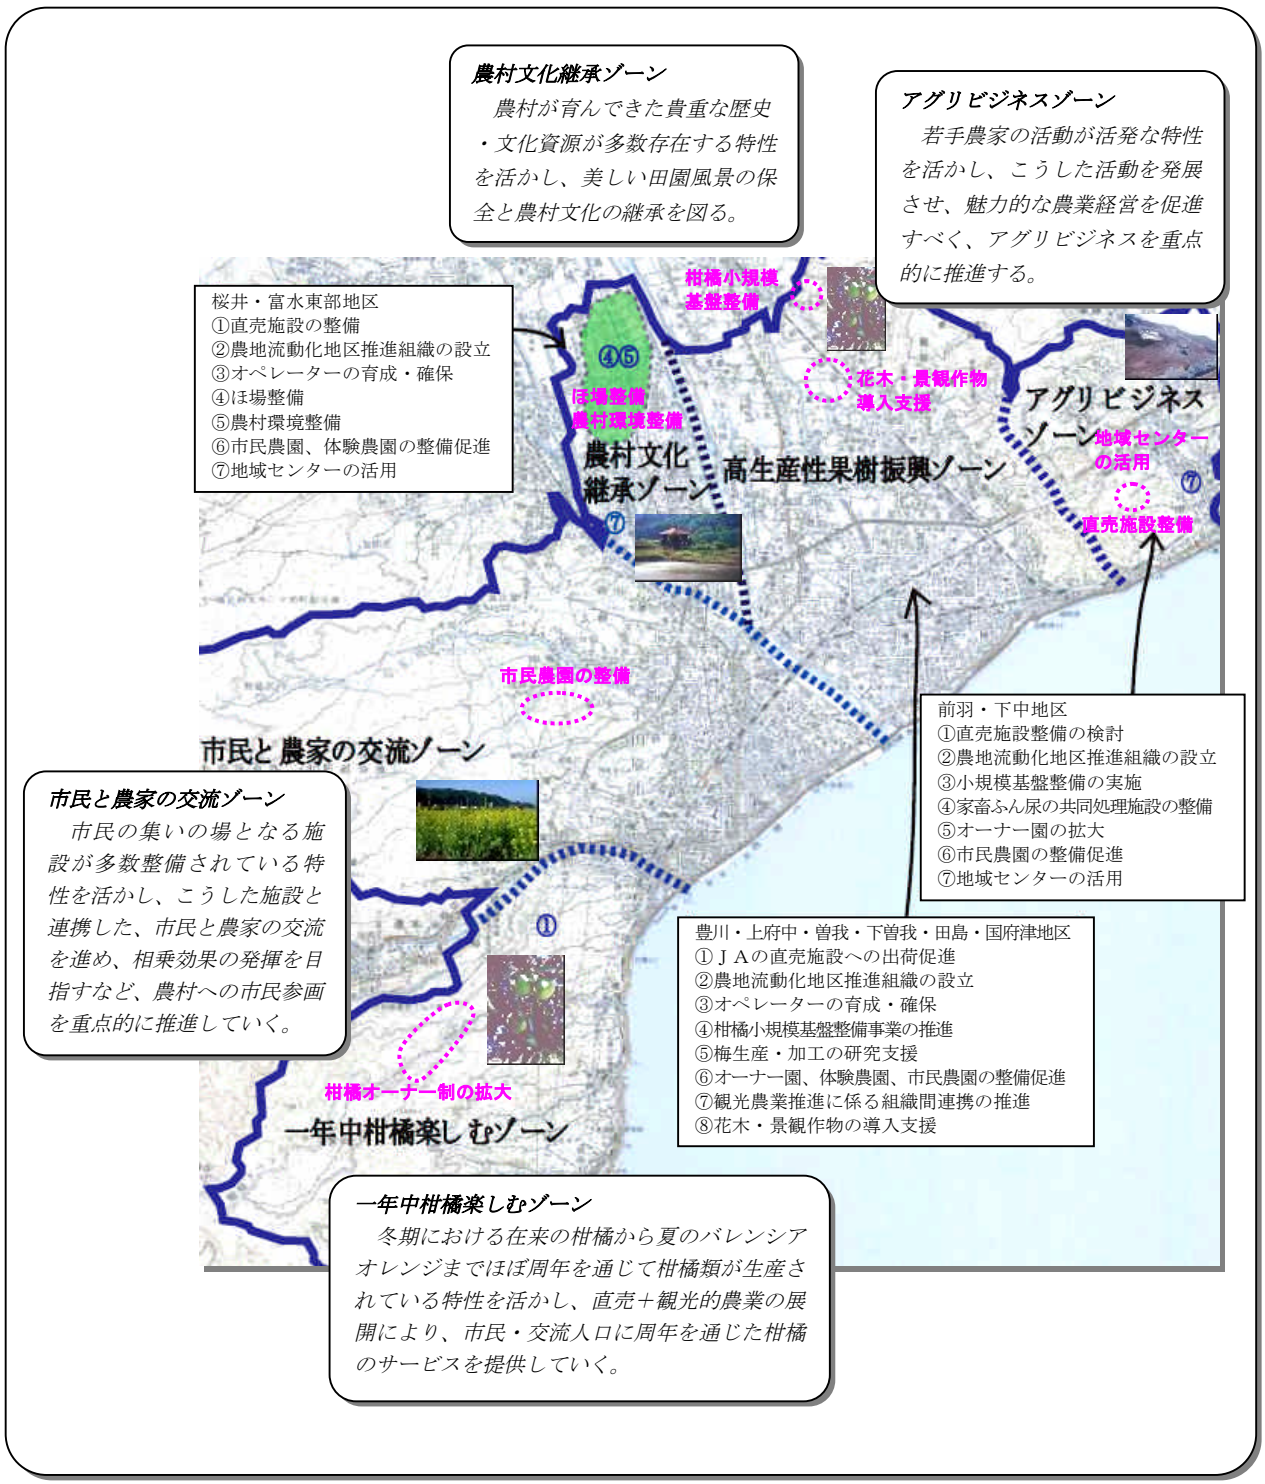 農村文化継承ゾーン
農村が育んできた貴重な歴史
・文化資源が多数存在する特性
を活かし、美しい田園風景の保
全と農村文化の継承を図る。
アグリビジネスゾーン
若手農家の活動が活発な特性
を活かし、こうした活動を発展
させ、魅力的な農業経営を促進
すべく、アグリビジネスを重点
的に推進する。
桜井・富水東部地区
①直売施設の整備
②農地流動化地区推進組織の設立
③オペレーターの育成・確保
④ほ場整備
⑤農村環境整備
⑥市民農園、体験農園の整備促進
⑦地域センターの活用
柑橘小規模
基盤整備
④⑤
ほ場整備
農村環境整備
花木・景観作物
導入支援
農村文化
継承ゾーン
⑦
高生産性果樹振興ゾーン
アグリビジネス
ゾーン
地域センター
の活用
⑦
直売施設整備
市民農園の整備
市民と農家の交流ゾーン
市民と農家の交流ゾーン
市民の集いの場となる施
設が多数整備されている特
性を活かし、こうした施設と
連携した、市民と農家の交流
を進め、相乗効果の発揮を目
指すなど、農村への市民参画
を重点的に推進していく。
前羽・下中地区
①直売施設整備の検討
②農地流動化地区推進組織の設立
③小規模基盤整備の実施
④家畜ふん尿の共同処理施設の整備
⑤オーナー園の拡大
⑥市民農園の整備促進
⑦地域センターの活用
①
豊川・上府中・曽我・下曽我・田島・国府津地区
①ＪＡの直売施設への出荷促進
②農地流動化地区推進組織の設立
③オペレーターの育成・確保
④柑橘小規模基盤整備事業の推進
⑤梅生産・加工の研究支援
⑥オーナー園、体験農園、市民農園の整備促進
⑦観光農業推進に係る組織間連携の推進
⑧花木・景観作物の導入支援
柑橘オーナー制の拡大
一年中柑橘楽しむゾーン
一年中柑橘楽しむゾーン
冬期における在来の柑橘から夏のバレンシア
オレンジまでほぼ周年を通じて柑橘類が生産さ
れている特性を活かし、直売＋観光的農業の展
開により、市民・交流人口に周年を通じた柑橘
のサービスを提供していく。